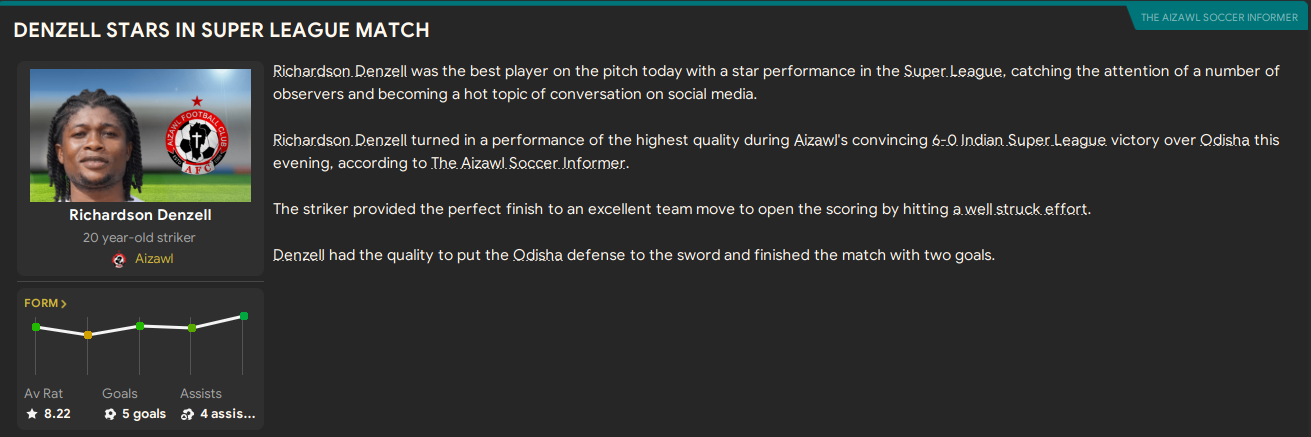 DENZELL STARS IN SUPER LEAGUE MATCH
THE AIZAWL SOCCER INFORMER
AIZAWL FOOTBALL CLUB
AFC
Richardson Denzell
20 year-old striker
Aizawl
FORM >
Av Rat Goals Assists
8.22 5 goals 4 assis...
Richardson Denzell was the best player on the pitch today with a star performance in the Super League, catching the attention of a number of
observers and becoming a hot topic of conversation on social media.
Richardson Denzell turned in a performance of the highest quality during Aizawl's convincing 6-0 Indian Super League victory over Odisha this
evening, according to The Aizawl Soccer Informer.
The striker provided the perfect finish to an excellent team move to open the scoring by hitting a well struck effort.
Denzell had the quality to put the Odisha defense to the sword and finished the match with two goals.